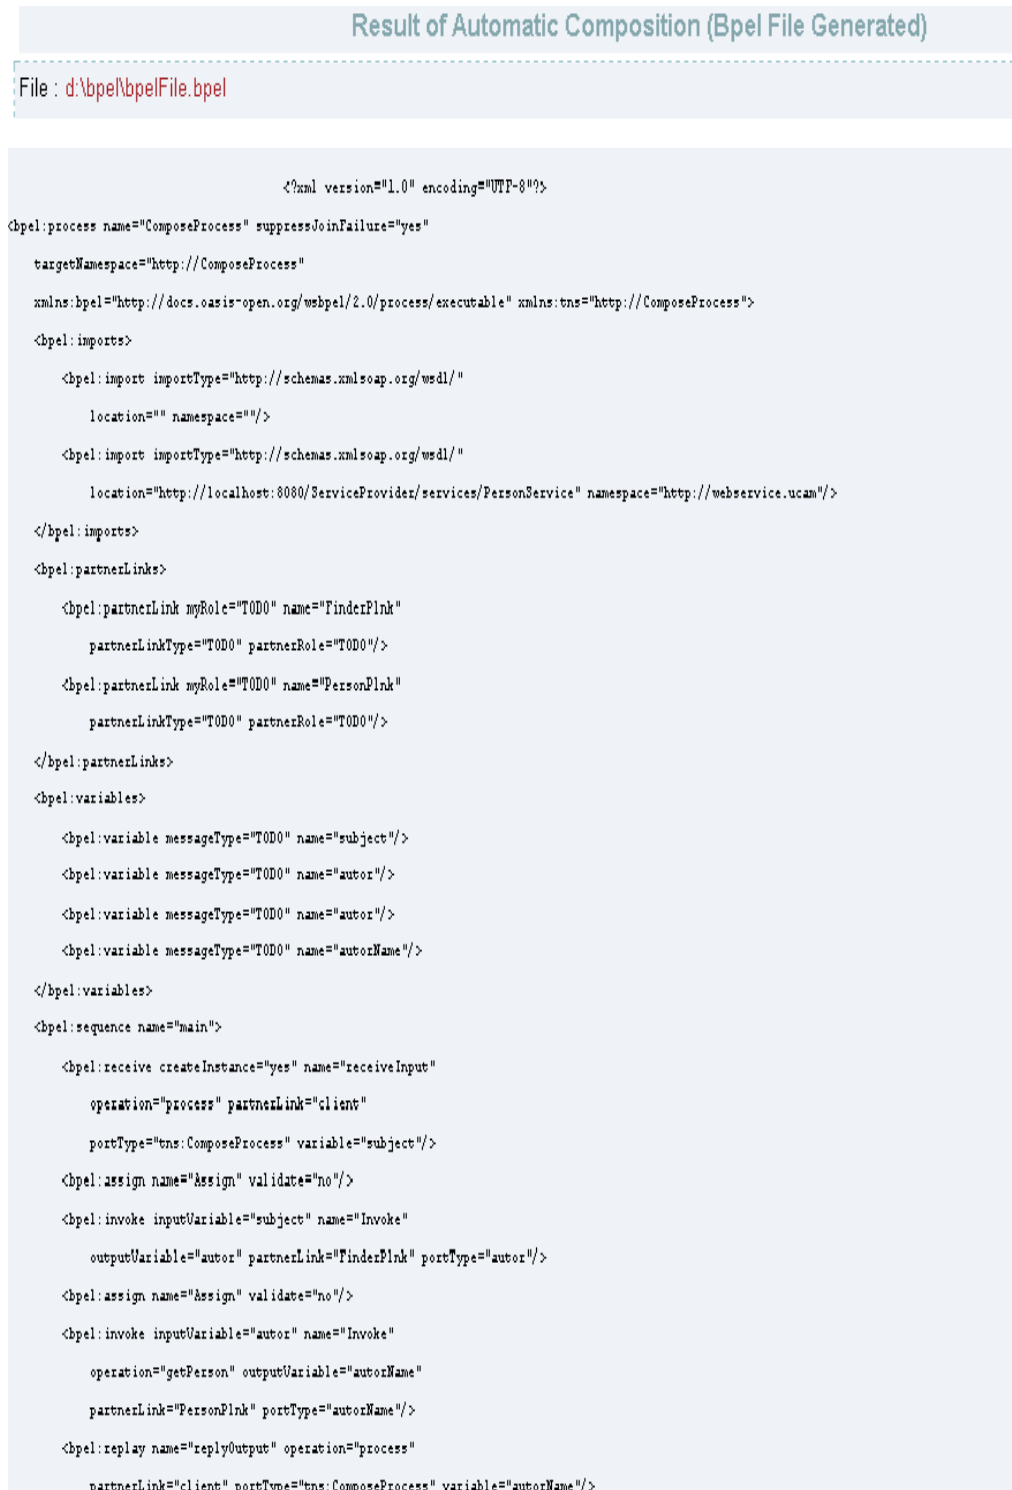 Result of Automatic Composition (Bpel File Generated)
File : d:\bpel\bpelFile.bpel
<?xml version="1.0" encoding="UTF-8"?>
<bpel:process name="ComposeProcess" suppressJoinFailure="yes"
targetNamespace="http://ComposeProcess"
xmlns:bpel="http://docs.oasis-open.org/wsbpel/2.0/process/executable" xmlns:tns="http://ComposeProcess">
<bpel:imports>
<bpel:import importType="http://schemas.xmlsoap.org/wsdl/"
location="" namespace=""/>
<bpel:import importType="http://schemas.xmlsoap.org/wsdl/"
location="http://localhost:8080/ServiceProvider/services/PersonService" namespace="http://webservice.ucam"/>
</bpel:imports>
<bpel:partnerLinks>
<bpel:partnerLink myRole="TODO" name="FinderPlnk"
partnerLinkType="TODO" partnerRole="TODO"/>
<bpel:partnerLink myRole="TODO" name="PersonPlnk"
partnerLinkType="TODO" partnerRole="TODO"/>
</bpel:partnerLinks>
<bpel:variables>
<bpel:variable messageType="TODO" name="subject"/>
<bpel:variable messageType="TODO" name="autor"/>
<bpel:variable messageType="TODO" name="autor"/>
<bpel:variable messageType="TODO" name="autorName"/>
</bpel:variables>
<bpel:sequence name="main">
<bpel:receive createInstance="yes" name="receiveInput"
operation="process" partnerLink="client"
portType="tns:ComposeProcess" variable="subject"/>
<bpel:assign name="Assign" validate="no"/>
<bpel:invoke inputVariable="subject" name="Invoke"
outputVariable="autor" partnerLink="FinderPlnk" portType="autor"/>
<bpel:assign name="Assign" validate="no"/>
<bpel:invoke inputVariable="autor" name="Invoke"
operation="getPerson" outputVariable="autorName"
partnerLink="PersonPlnk" portType="autorName"/>
<bpel:replay name="replyOutput" operation="process"
partnerLink="client" portType="tns:ComposeProcess" variable="autorName"/>